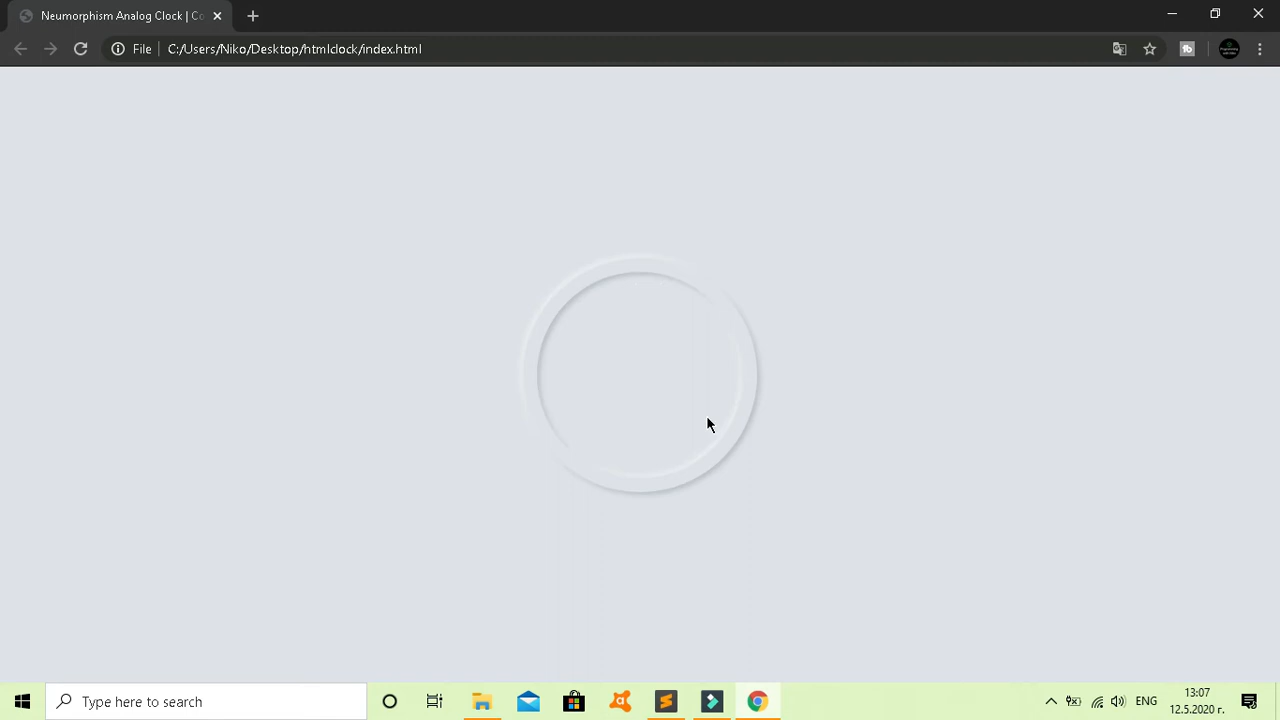 Neumorphism Analog Clock | Co
File
C:/Users/Niko/Desktop/htmlclock/index.html
Type here to search
ЕНГ
13:07
12.5.2020 г.